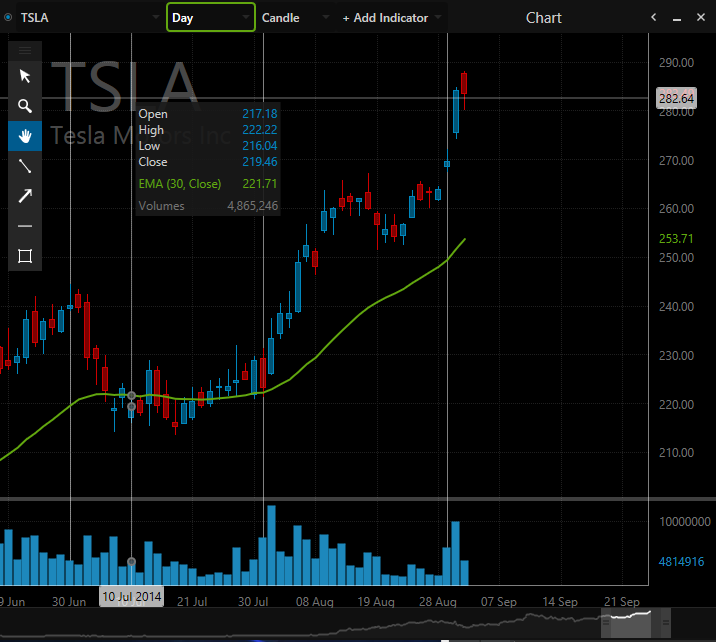 TSLA Day Candle + Add Indicator Chart
TSLA
Tesla Motors Inc
Open 217.18
High 222.22
Low 216.04
Close 219.46
EMA (30, Close) 221.71
Volumes 4,865,246
290.00
282.64
280.00
270.00
260.00
253.71
250.00
240.00
230.00
220.00
210.00
10000000
4814916
9 Jun 30 Jun 10 Jul 2014 21 Jul 30 Jul 08 Aug 19 Aug 28 Aug 07 Sep 14 Sep 21 Sep